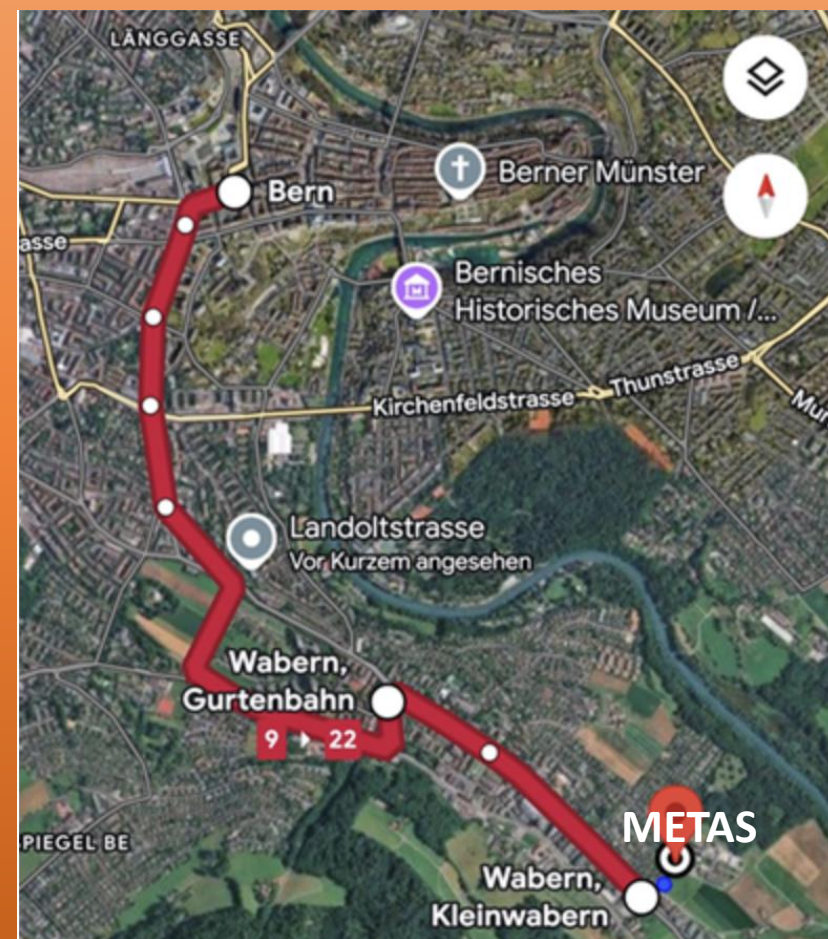 LÄNGGASSE
Berner Münster
Bern
asse
Bernisches
Historisches Museum /...
Thunstrasse
Kirchenfeldstrasse
Mur
Landoltstrasse
Vor Kurzem angesehen
Wabern,
Gurtenbahn
9 22
METAS
PIEGEL BE
Wabern,
Kleinwabern